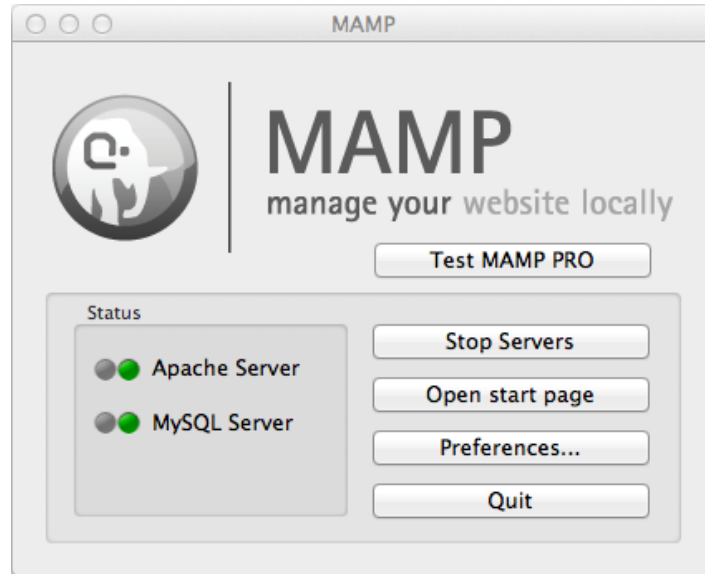 MAMP
MAMP
manage your website locally
Test MAMP PRO
Status
Apache Server
MySQL Server
Stop Servers
Open start page
Preferences...
Quit